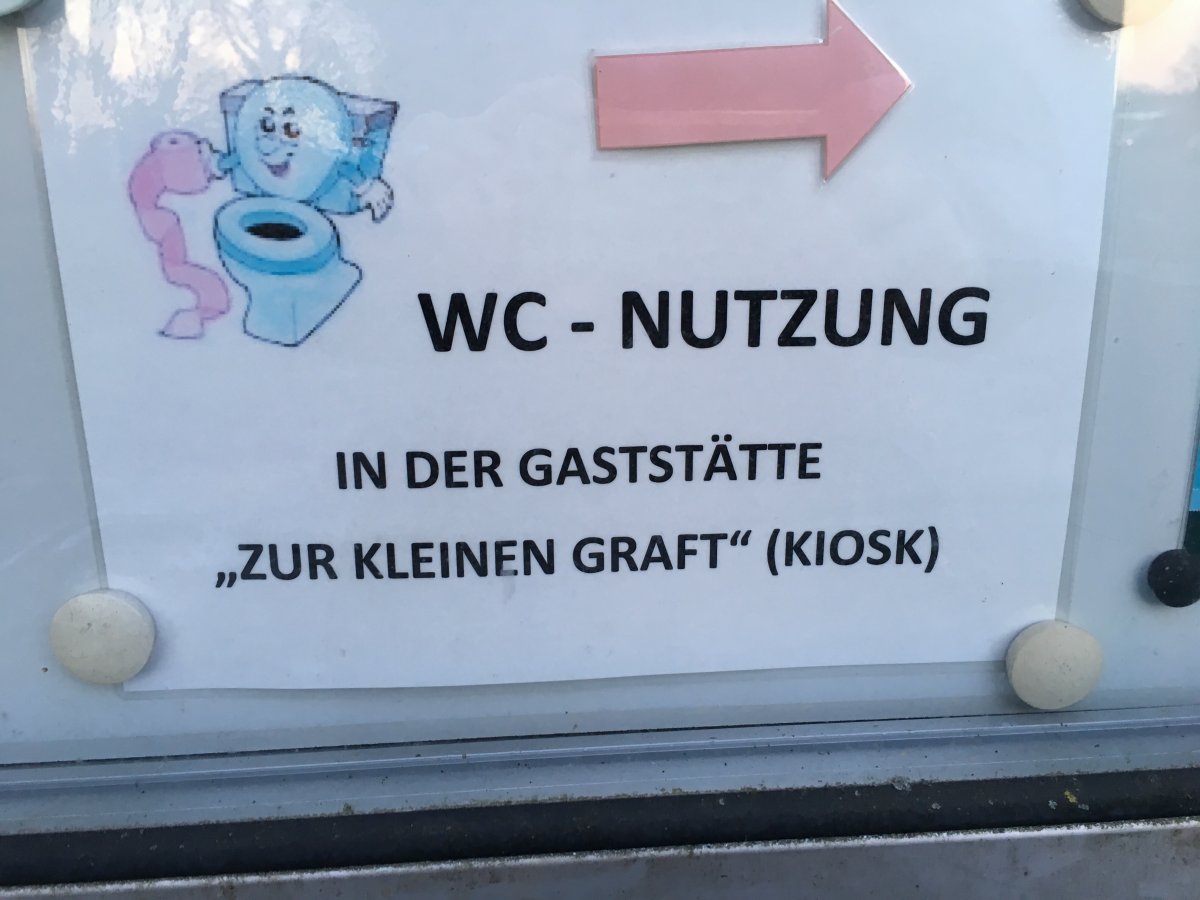 WC - NUTZUNG
IN DER GASTSTÄTTE
„ZUR KLEINEN GRAFT“ (KIOSK)